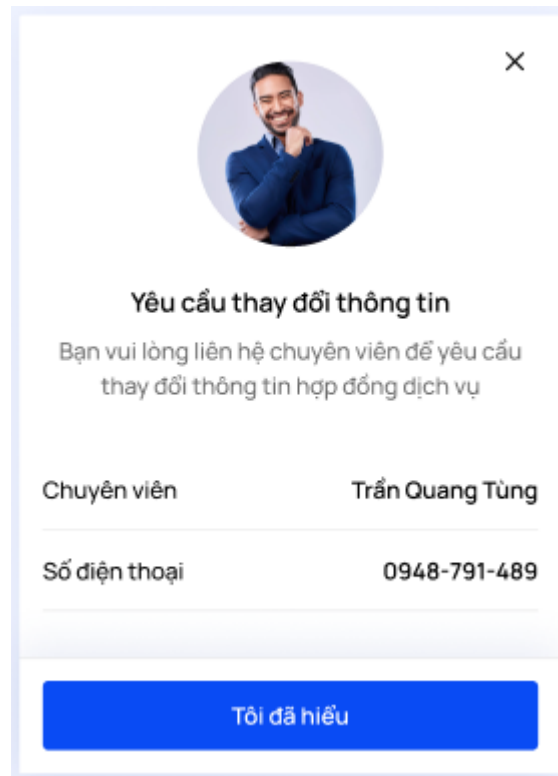 Yêu cầu thay đổi thông tin
Bạn vui lòng liên hệ chuyên viên để yêu cầu
thay đổi thông tin hợp đồng dịch vụ
Chuyên viên Trần Quang Tùng
Số điện thoại 0948-791-489
Tôi đã hiểu